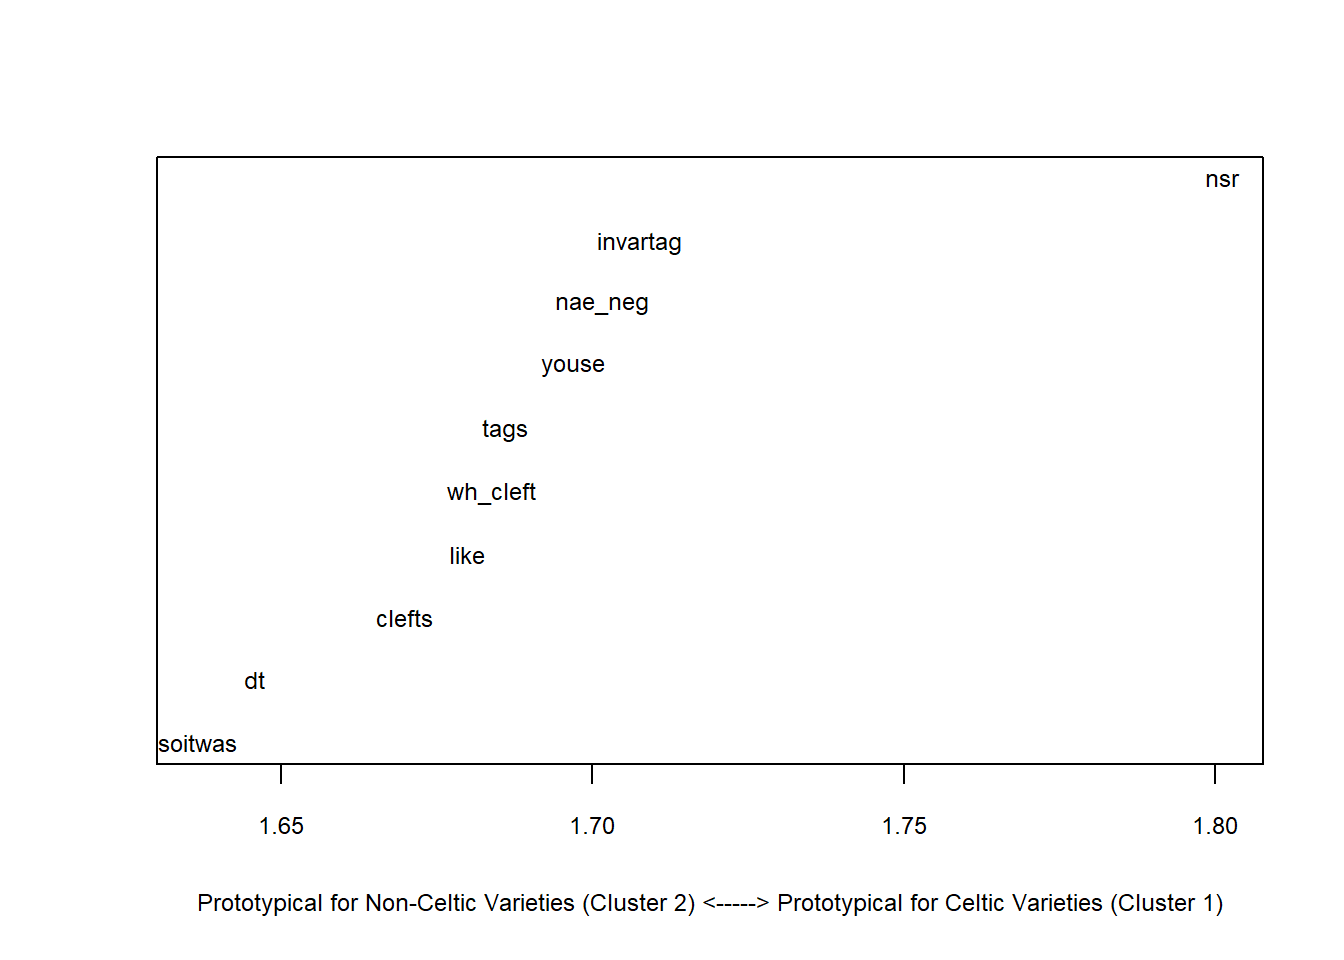 nsr
invartag
nae_neg
youse
tags
wh_cleft
like
clefts
dt
soitwas
1.65 1.70 1.75 1.80
Prototypical for Non-Celtic Varieties (Cluster 2) <-----> Prototypical for Celtic Varieties (Cluster 1)